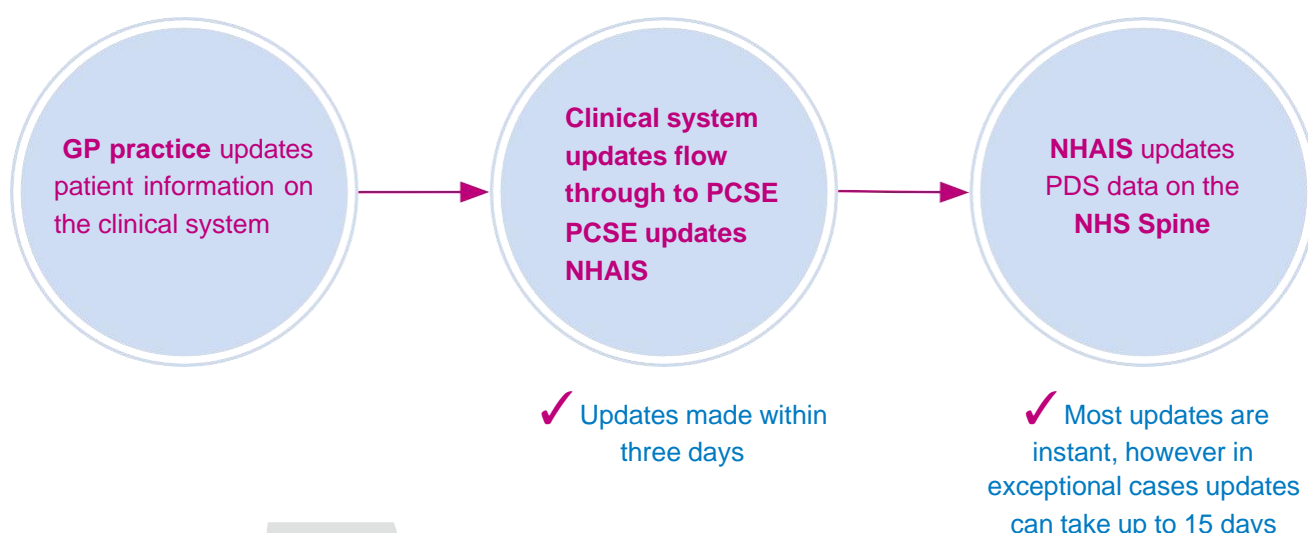 GP practice updates
patient information on
the clinical system
Clinical system
updates flow
through to PCSE
PCSE updates
NHAIS
NHAIS updates
PDS data on the
NHS Spine
✓ Updates made within
three days
✓ Most updates are
instant, however in
exceptional cases updates
can take up to 15 days